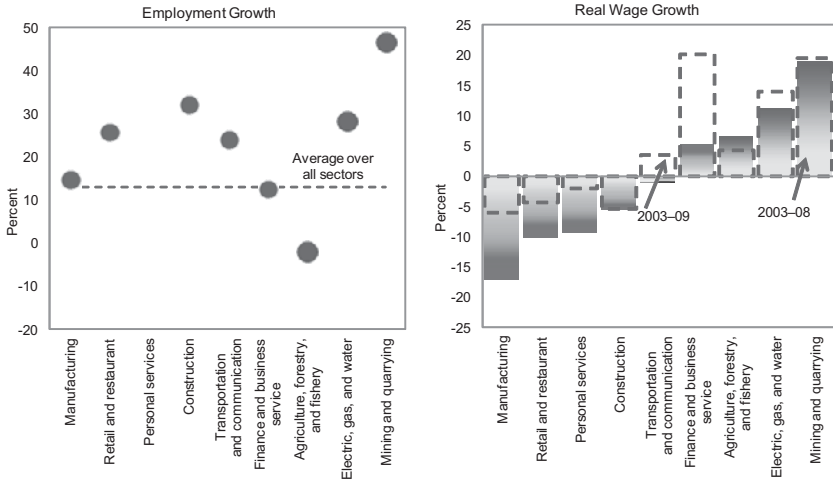 Employment Growth
50
40
30
20
10
0
-10
-20
Percent
Average over
all sectors
Manufacturing
Retail and restaurant
Personal services
Construction
Transportation
and communication
Finance and business
service
Agriculture, forestry,
and fishery
Electric, gas, and water
Mining and quarrying
Real Wage Growth
25
20
15
10
5
0
-5
-10
-15
-20
-25
Percent
2003–09
2003–08
Manufacturing
Retail and restaurant
Personal services
Construction
Transportation
and communication
Finance and business
service
Agriculture, forestry,
and fishery
Electric, gas, and water
Mining and quarrying